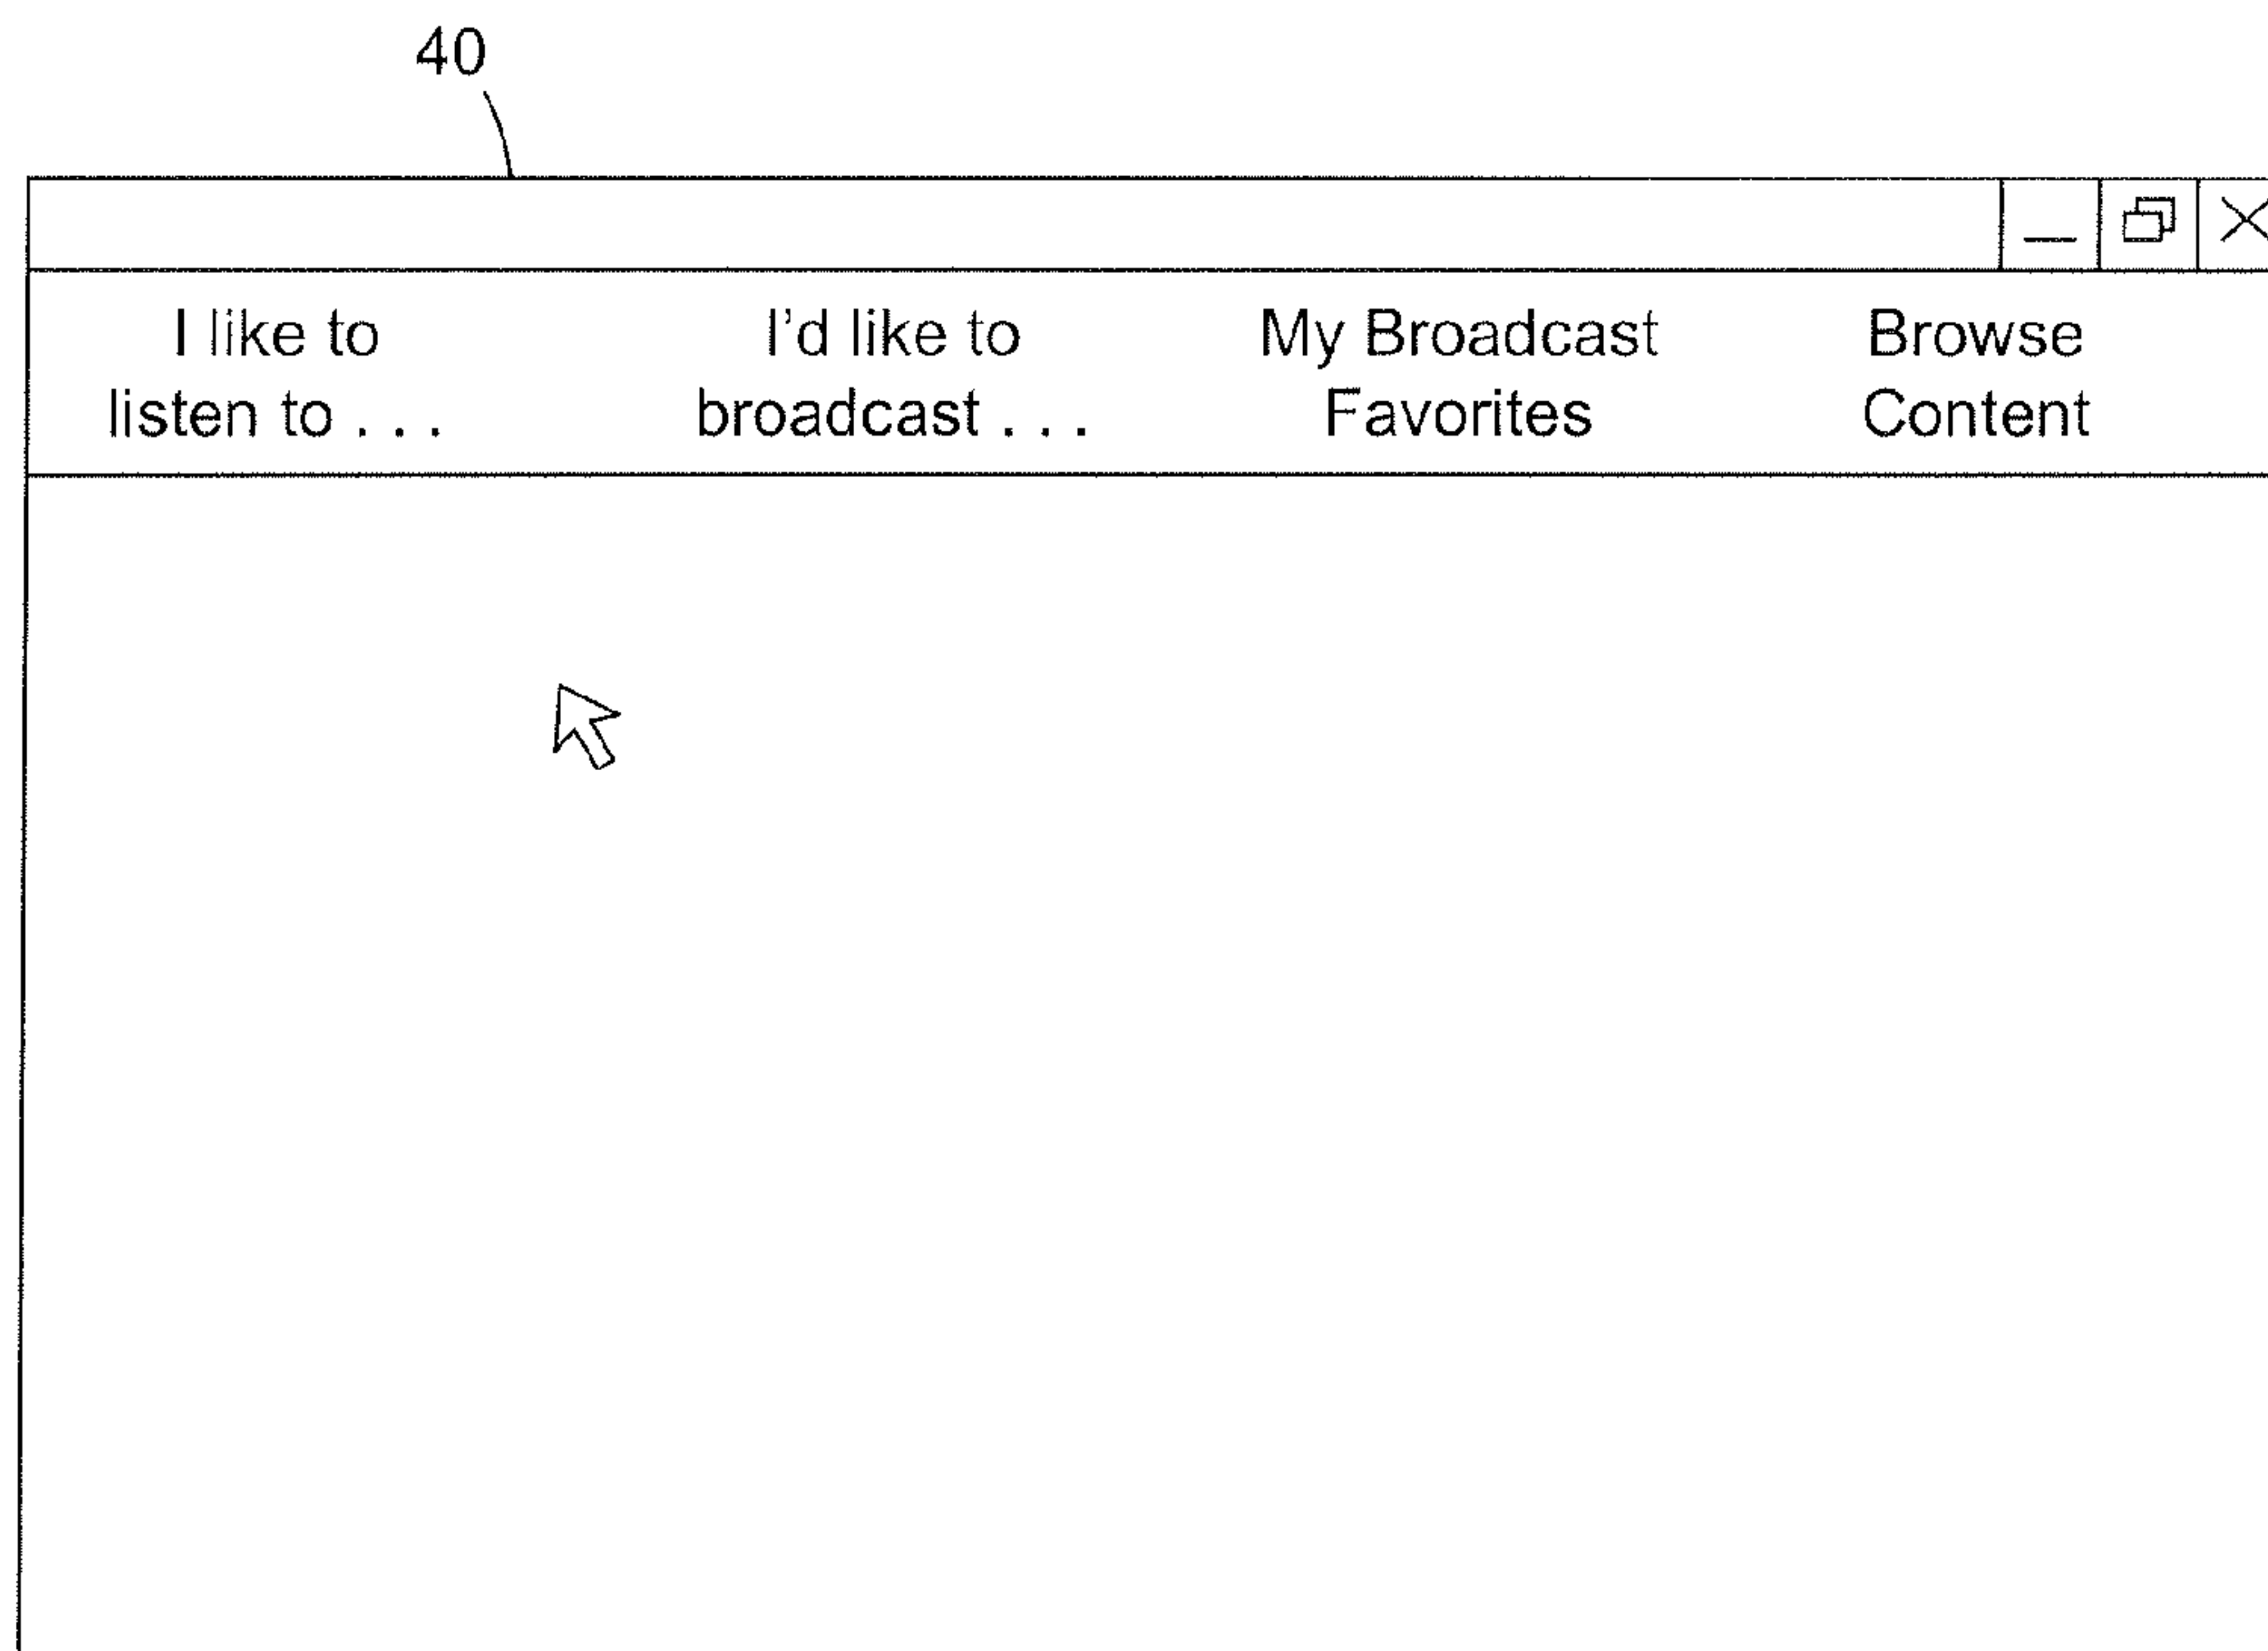 40
I like to
listen to . . .
I'd like to
broadcast . . .
My Broadcast
Favorites
Browse
Content